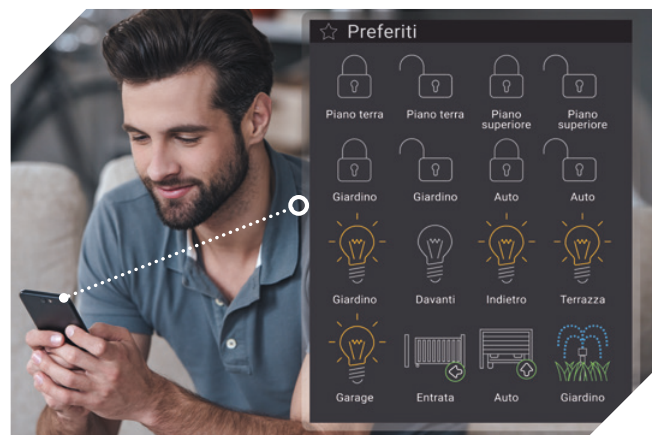 Preferiti
Piano terra
Piano terra
Piano
superiore
Piano
superiore
Giardino
Giardino
Auto
Auto
Giardino
Davanti
Indietro
Terrazza
Garage
Entrata
Auto
Giardino